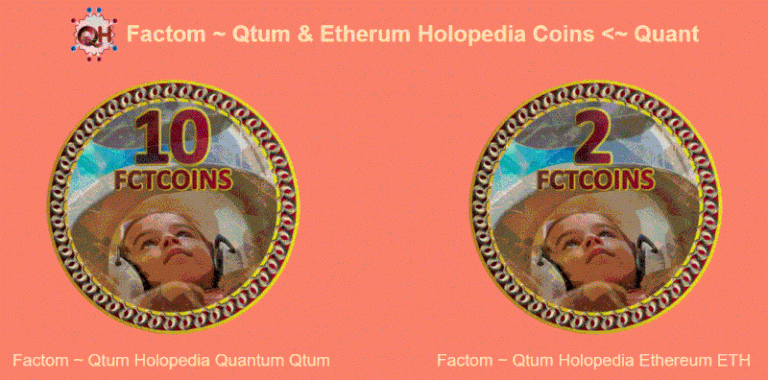 QH
Factom ~ Qtum & Etherum Holopedia Coins <~ Quant
10
FCTCOINS
2
FCTCOINS
Factom ~ Qtum Holopedia Quantum Qtum
Factom ~ Qtum Holopedia Ethereum ETH